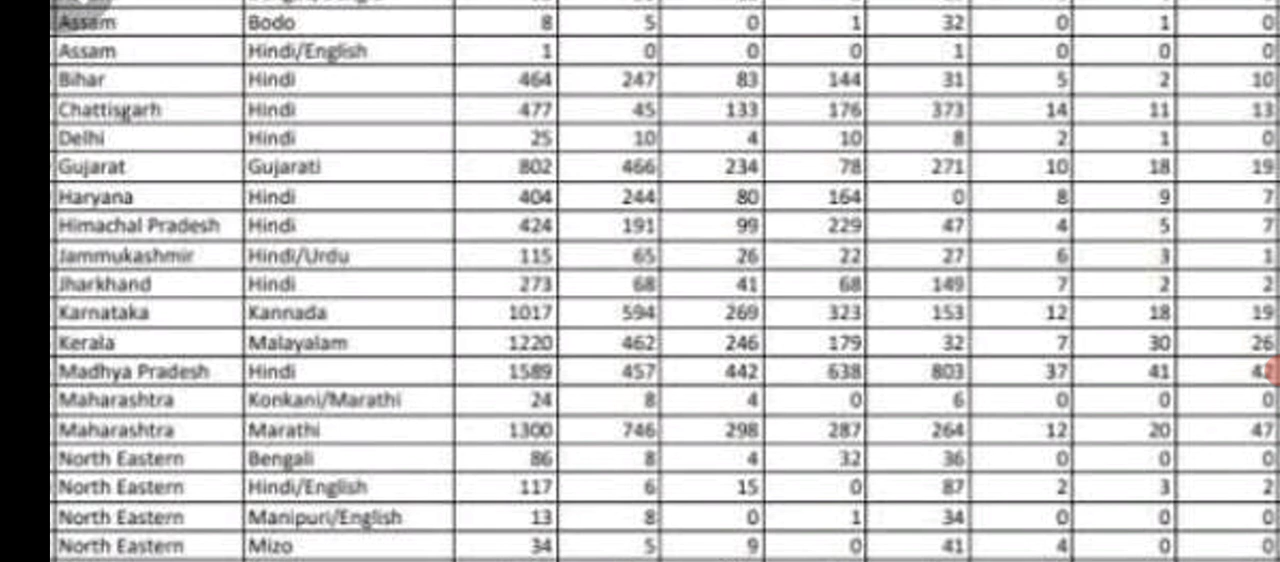 Assam Bodo 8 5 0 1 32 0 1 0
Assam Hindi/English 1 0 0 0 1 0 0 0
Bihar Hindi 464 247 83 144 31 5 2 10
Chattisgarh Hindi 477 45 133 176 373 14 11 13
Delhi Hindi 25 10 4 10 8 2 1 0
Gujarat Gujarati 802 466 234 78 271 10 18 19
Haryana Hindi 404 244 80 164 0 8 9 7
Himachal Pradesh Hindi 424 191 99 229 47 4 5 7
Jammukashmir Hindi/Urdu 115 65 26 22 27 6 3 1
Jharkhand Hindi 273 68 41 68 149 7 2 2
Karnataka Kannada 1017 594 269 323 153 12 18 19
Kerala Malayalam 1220 462 246 179 32 7 30 26
Madhya Pradesh Hindi 1589 457 442 638 803 37 41
Maharashtra Konkani/Marathi 24 8 4 0 6 0 0 0
Maharashtra Marathi 1300 746 298 287 264 12 20 47
North Eastern Bengali 86 8 4 32 36 0 0 0
North Eastern Hindi/English 117 6 15 0 87 2 3 2
North Eastern Manipuri/English 13 8 0 1 34 0 0 0
North Eastern Mizo 34 5 9 0 41 4 0 0